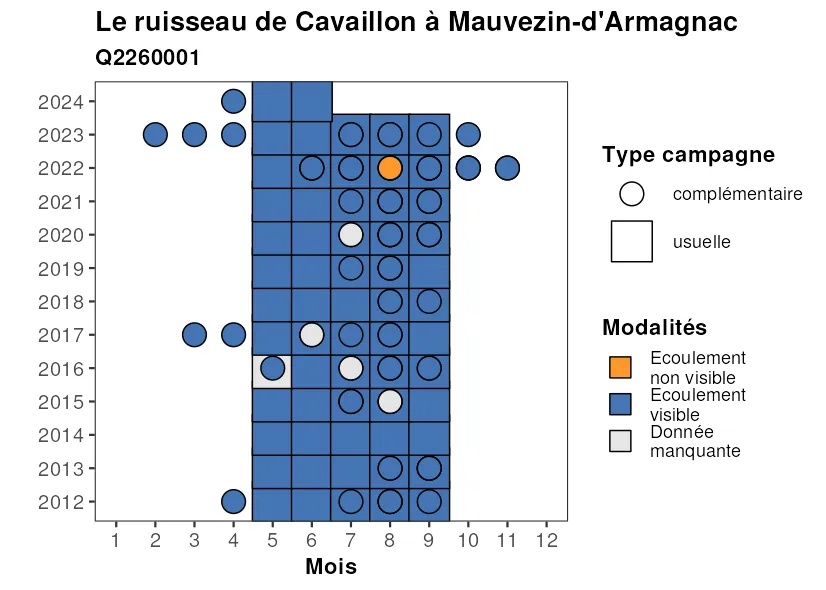 Le ruisseau de Cavaillon à Mauvezin-d'Armagnac
Q2260001
2024
2023
2022
2021
2020
2019
2018
2017
2016
2015
2014
2013
2012
1 2 3 4 5 6 7 8 9 10 11 12
Mois
Type campagne
complémentaire
usuelle
Modalités
Ecoulement
non visible
Ecoulement
visible
Donnée
manquante